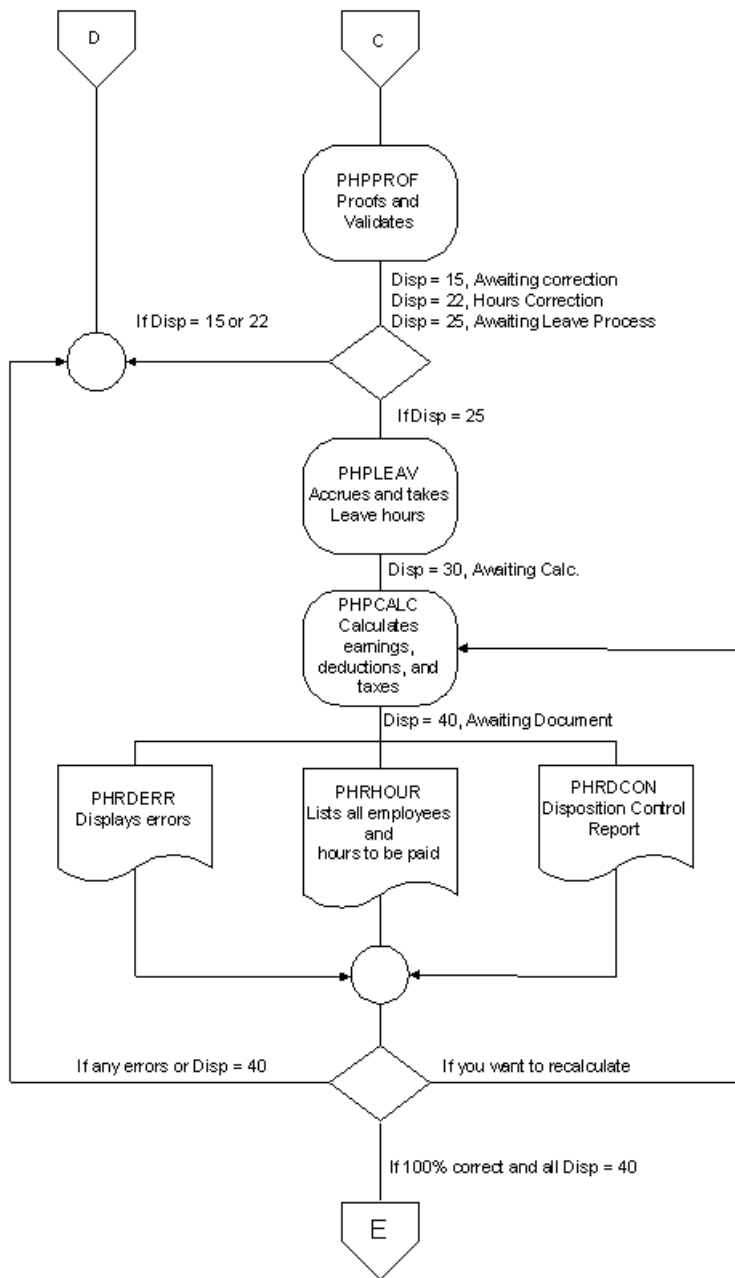 D
C
PHPPROF
Proofs and
Validates
Disp = 15, Awaiting correction
Disp = 22, Hours Correction
Disp = 25, Awaiting Leave Process
If Disp = 15 or 22
If Disp = 25
PHPLEAV
Accrues and takes
Leave hours
Disp = 30, Awaiting Calc.
PHPCALC
Calculates
earnings,
deductions, and
taxes
Disp = 40, Awaiting Document
PHRDERR
Displays errors
PHRHOUR
Lists all employees
and
hours to be paid
PHRDCON
Disposition Control
Report
If any errors or Disp = 40
If you want to recalculate
If 100% correct and all Disp = 40
E